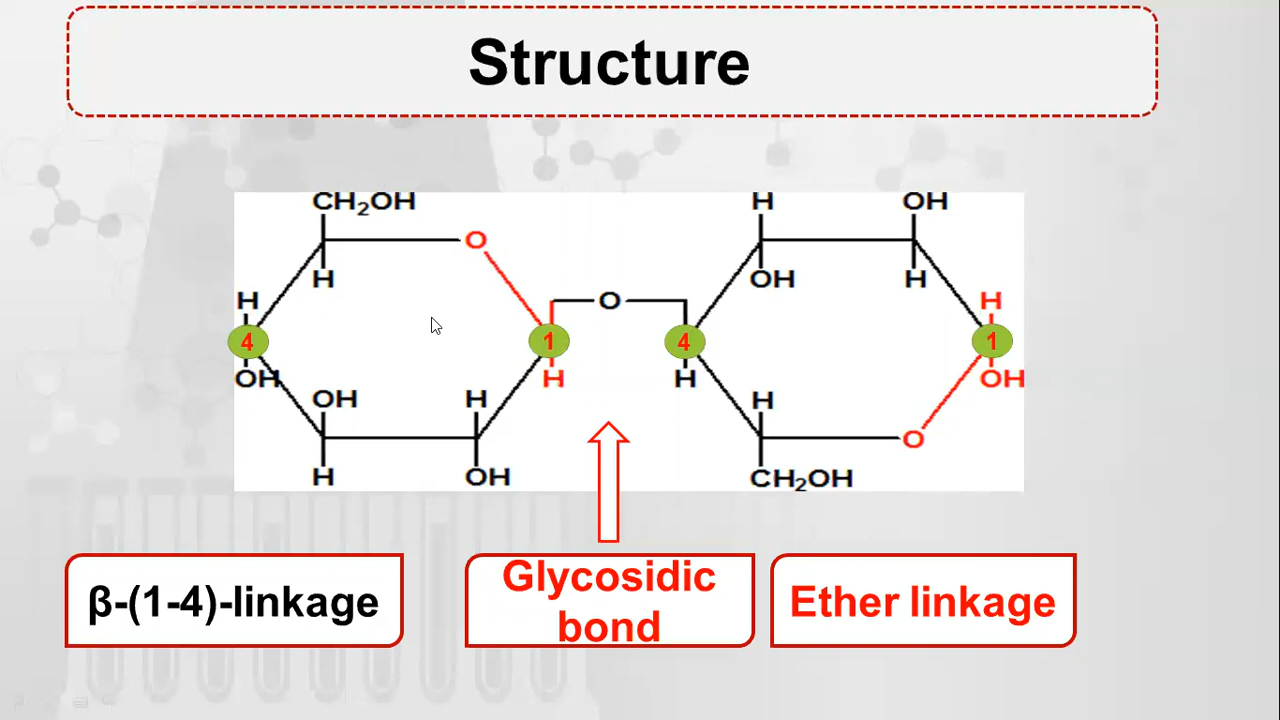 Structure
CH₂OH H OH
O
H OH H
H O H
4 1 4 1
OH H H OH
OH H H
O
H OH CH₂OH
β-(1-4)-linkage
Glycosidic
bond
Ether linkage